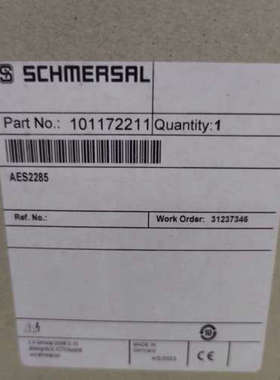 SCHMERSAL
Part No.: 101172211 Quantity: 1
AES2285
Ref. No.:
Work Order: 31237346
MADE IN
GERMANY
CE